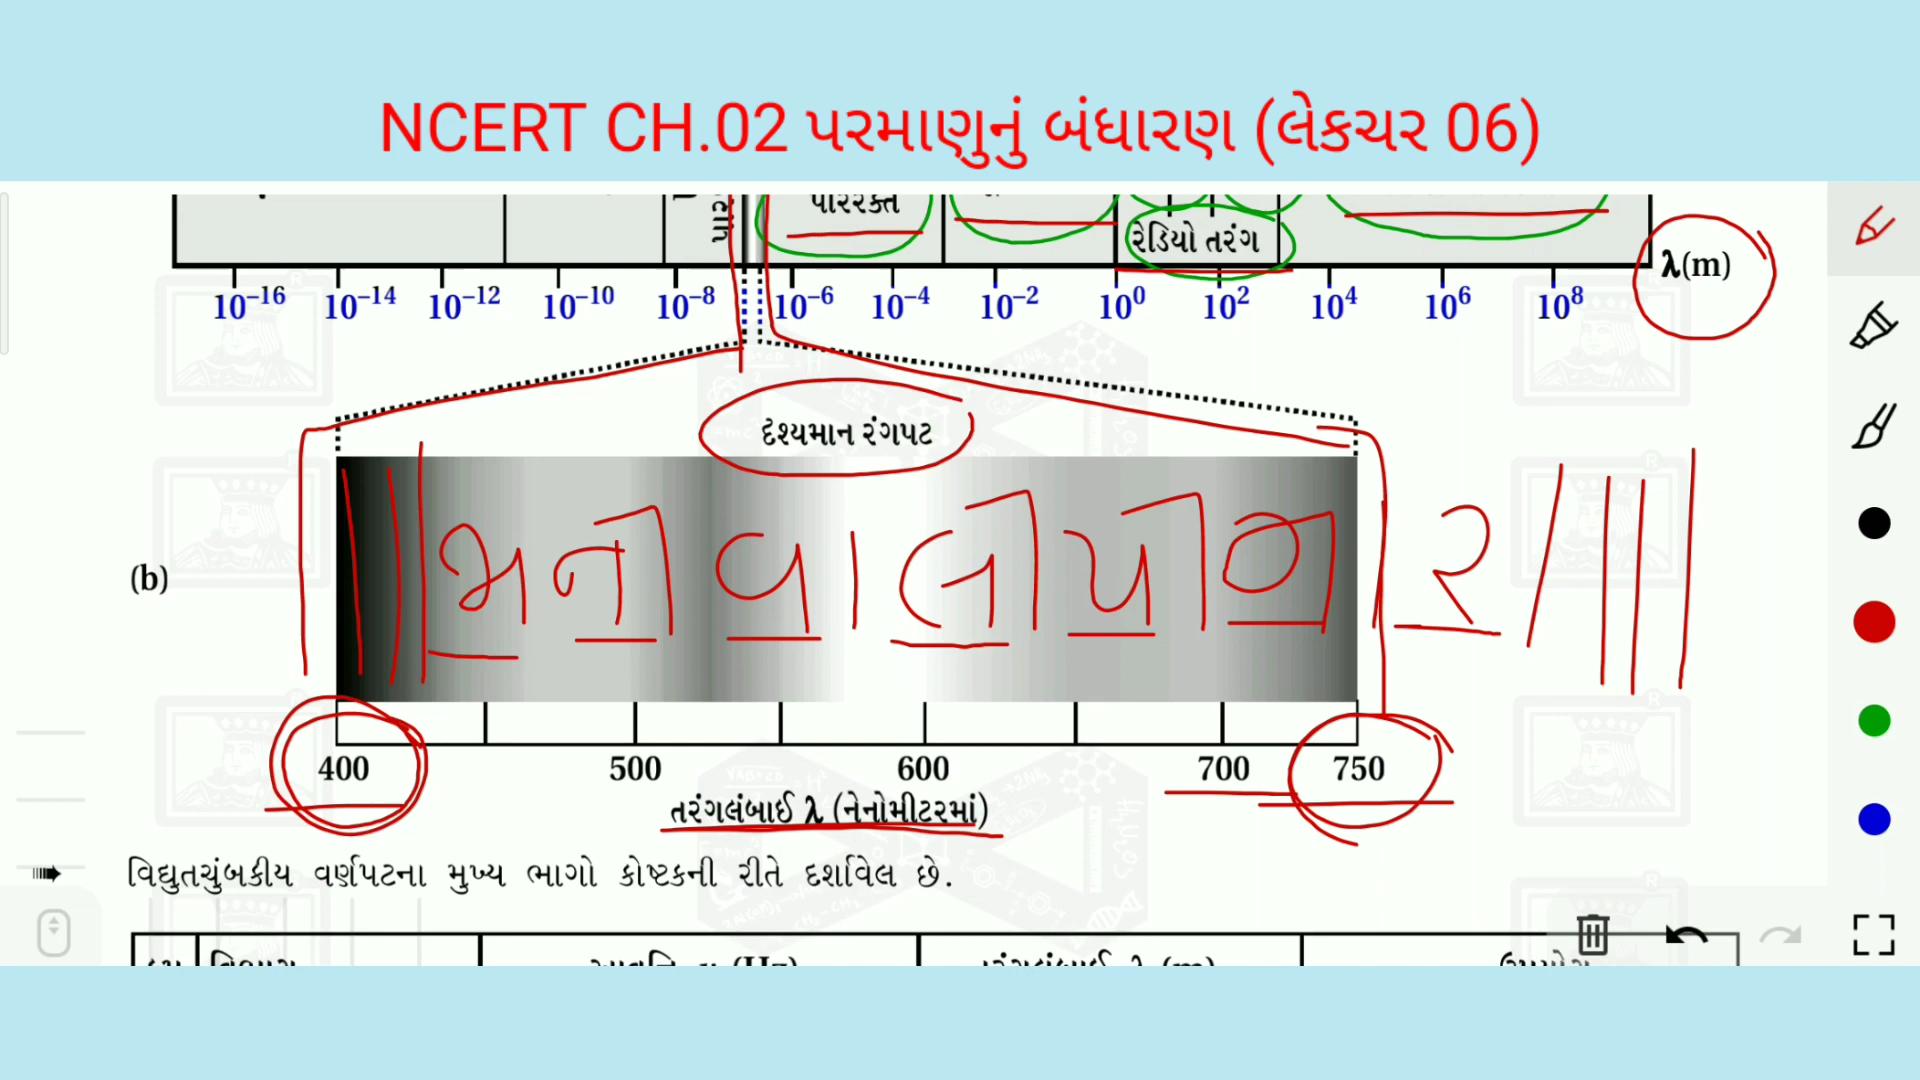 NCERT CH.02 પરમાણુનું બંધારણ (લેક્ચર 06)
રેડિયો તરંગ
λ(m)
10⁻¹⁶ 10⁻¹⁴ 10⁻¹² 10⁻¹⁰ 10⁻⁸ 10⁻⁶ 10⁻⁴ 10⁻² 10⁰ 10² 10⁴ 10⁶ 10⁸
દૃશ્યમાન રંગપટ
(b)
જા ની વા લી પી ના રા
400 500 600 700 750
તરંગલંબાઈ λ (નેનોમીટરમાં)
વિદ્યુતચુંબકીય વર્ણપટના મુખ્ય ભાગો કોષ્ટકની રીતે દર્શાવેલ છે.